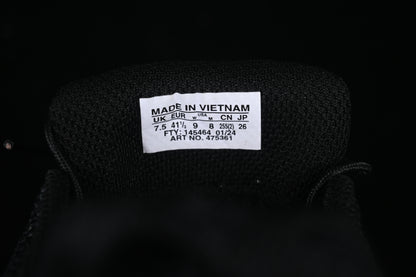 MADE IN VIETNAM
UK EUR W USA M CN JP
7.5 41½ 9 8 255(2) 26
FTY: 145464 01/24
ART NO. 475361